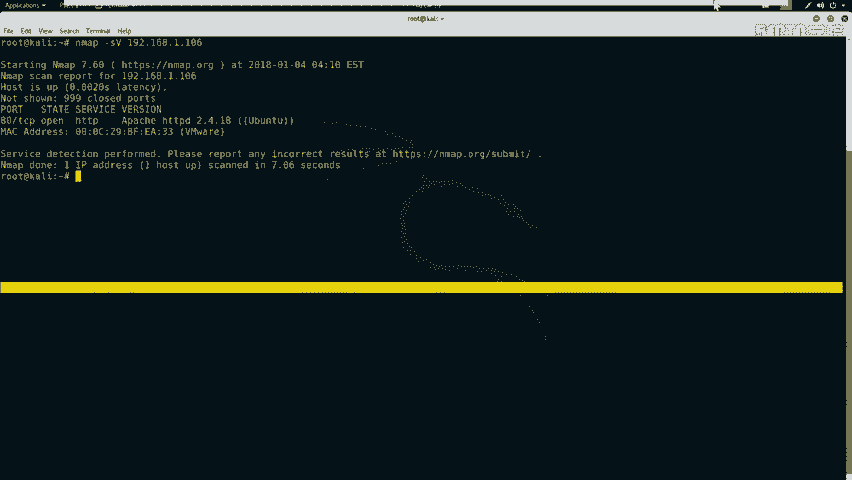 Applications
root@kali: ~
File Edit View Search Terminal Help
root@kali:~# nmap -sV 192.168.1.106
Starting Nmap 7.60 ( https://nmap.org ) at 2018-01-04 04:10 EST
Nmap scan report for 192.168.1.106
Host is up (0.0020s latency).
Not shown: 999 closed ports
PORT STATE SERVICE VERSION
80/tcp open http Apache httpd 2.4.18 ((Ubuntu))
MAC Address: 00:0C:29:BF:EA:33 (VMware)
Service detection performed. Please report any incorrect results at https://nmap.org/submit/ .
Nmap done: 1 IP address (1 host up) scanned in 7.06 seconds
root@kali:~#